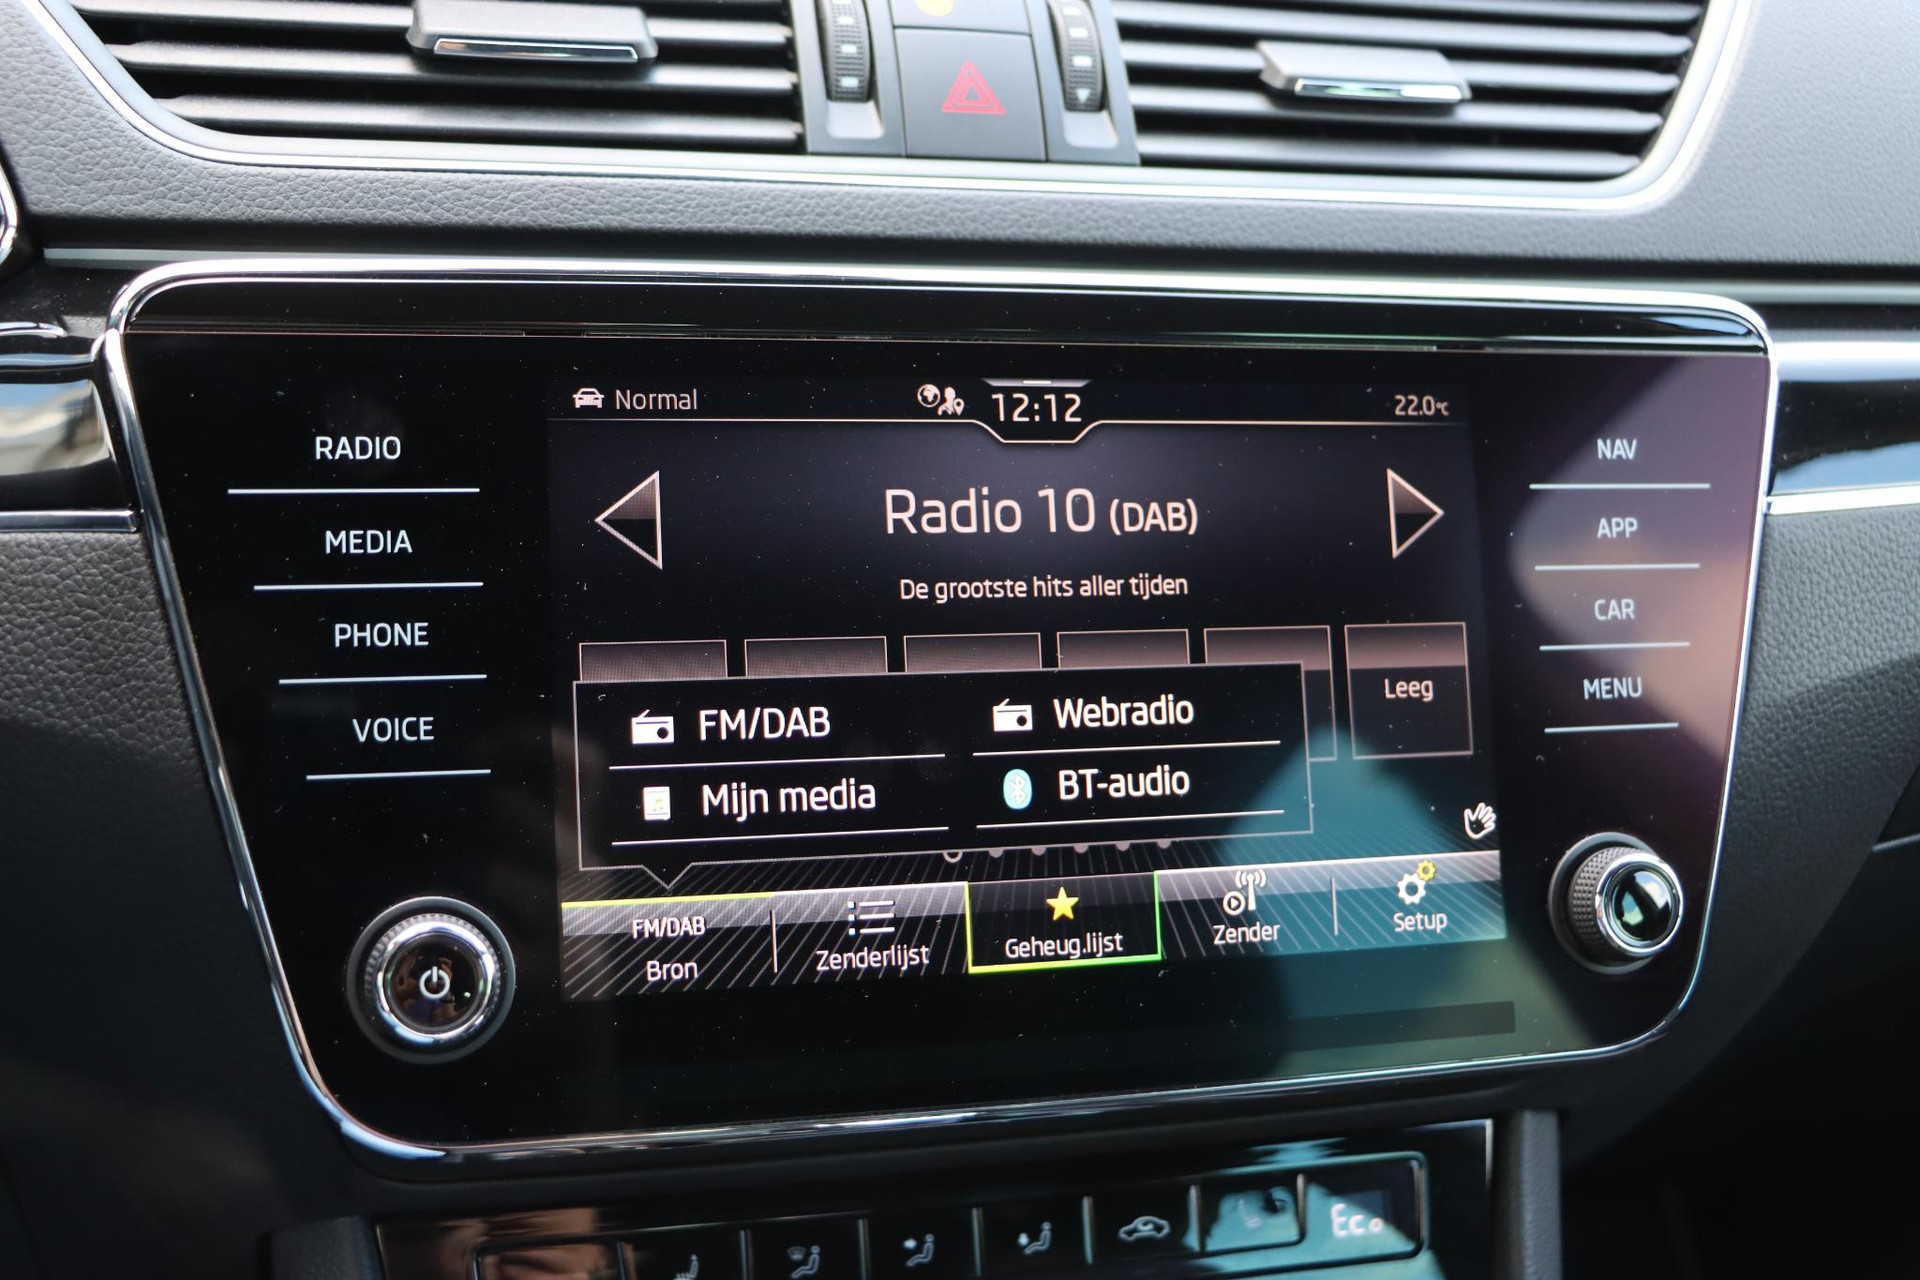 Normal
12:12
22.0°C
RADIO
MEDIA
PHONE
VOICE
Radio 10 (DAB)
De grootste hits aller tijden
NAV
APP
CAR
MENU
Leeg
FM/DAB
Webradio
Mijn media
BT-audio
FM/DAB
Bron
Zenderlijst
Geheug.lijst
Zender
Setup